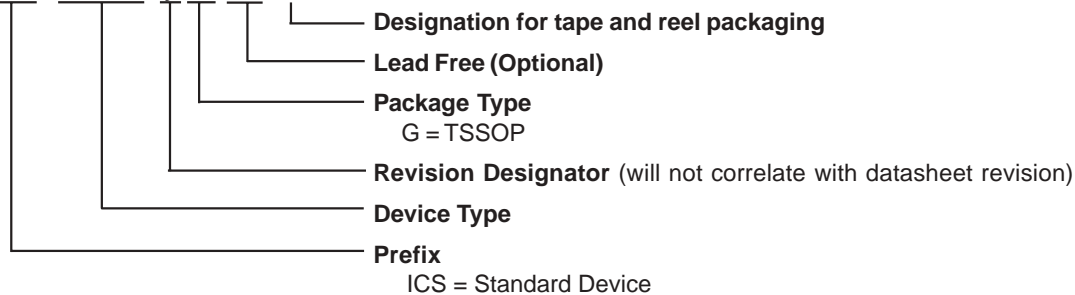 Designation for tape and reel packaging
Lead Free (Optional)
Package Type
G = TSSOP
Revision Designator (will not correlate with datasheet revision)
Device Type
Prefix
ICS = Standard Device